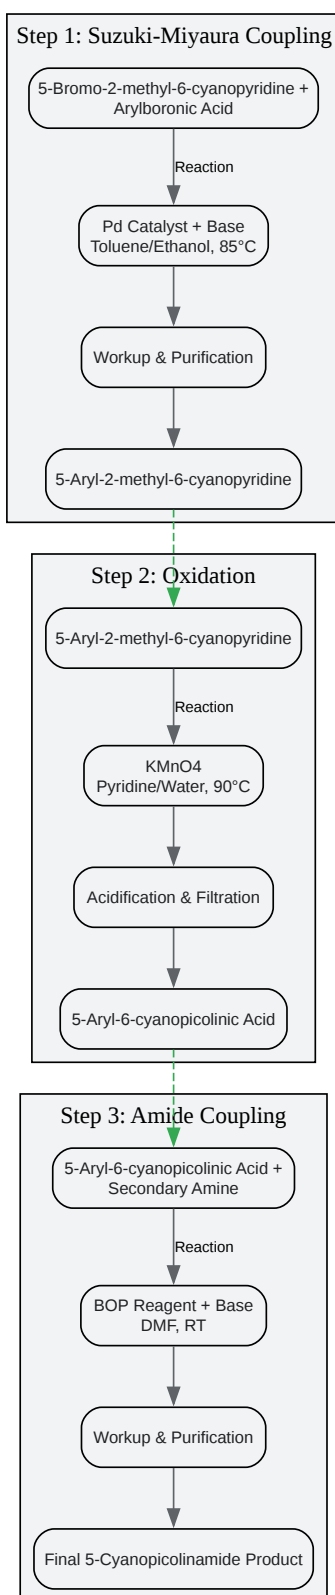 Step 1: Suzuki-Miyaura Coupling
5-Bromo-2-methyl-6-cyanopyridine +
Arylboronic Acid
Reaction
Pd Catalyst + Base
Toluene/Ethanol, 85°C
Workup & Purification
5-Aryl-2-methyl-6-cyanopyridine
Step 2: Oxidation
5-Aryl-2-methyl-6-cyanopyridine
Reaction
KMnO4
Pyridine/Water, 90°C
Acidification & Filtration
5-Aryl-6-cyanopicolinic Acid
Step 3: Amide Coupling
5-Aryl-6-cyanopicolinic Acid +
Secondary Amine
Reaction
BOP Reagent + Base
DMF, RT
Workup & Purification
Final 5-Cyanopicolinamide Product